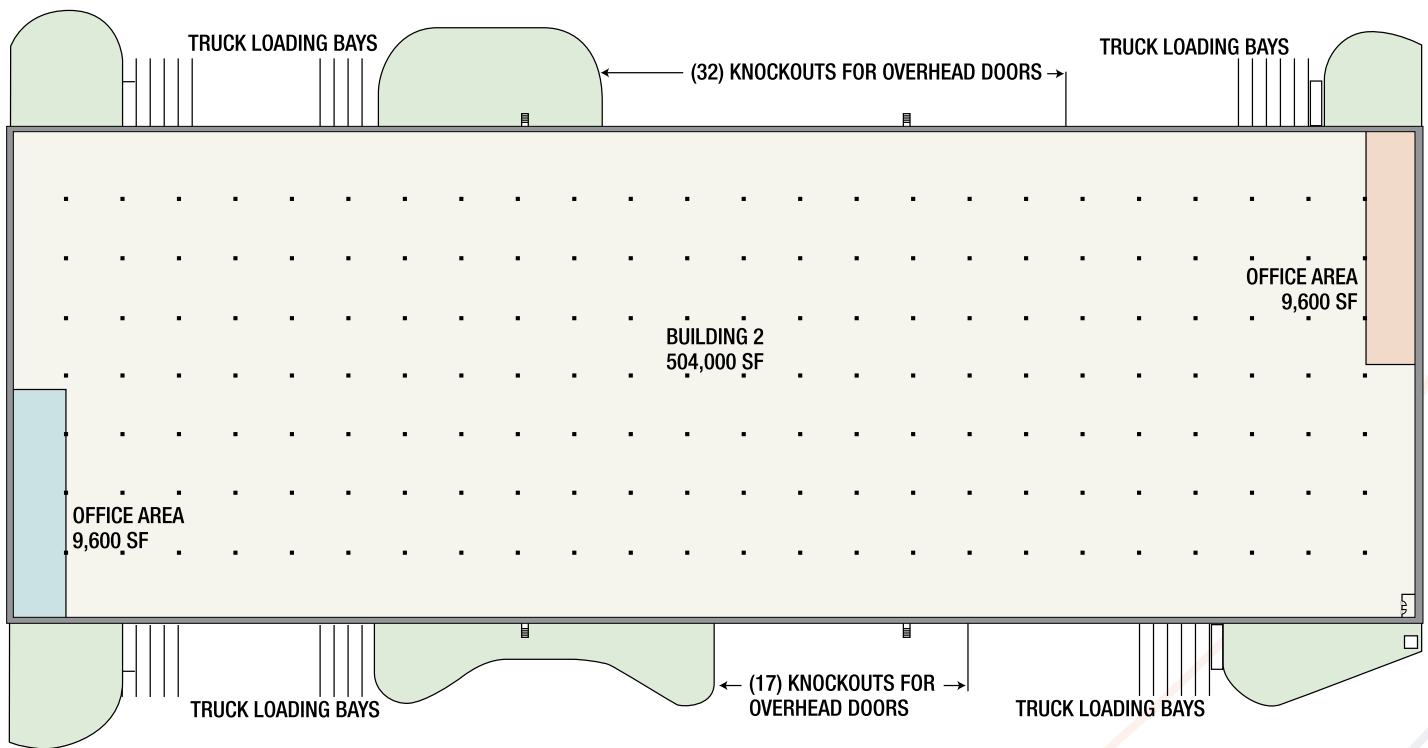 TRUCK LOADING BAYS
TRUCK LOADING BAYS
(32) KNOCKOUTS FOR OVERHEAD DOORS
OFFICE AREA
9,600 SF
BUILDING 2
504,000 SF
OFFICE AREA
9,600 SF
(17) KNOCKOUTS FOR
OVERHEAD DOORS
TRUCK LOADING BAYS
TRUCK LOADING BAYS